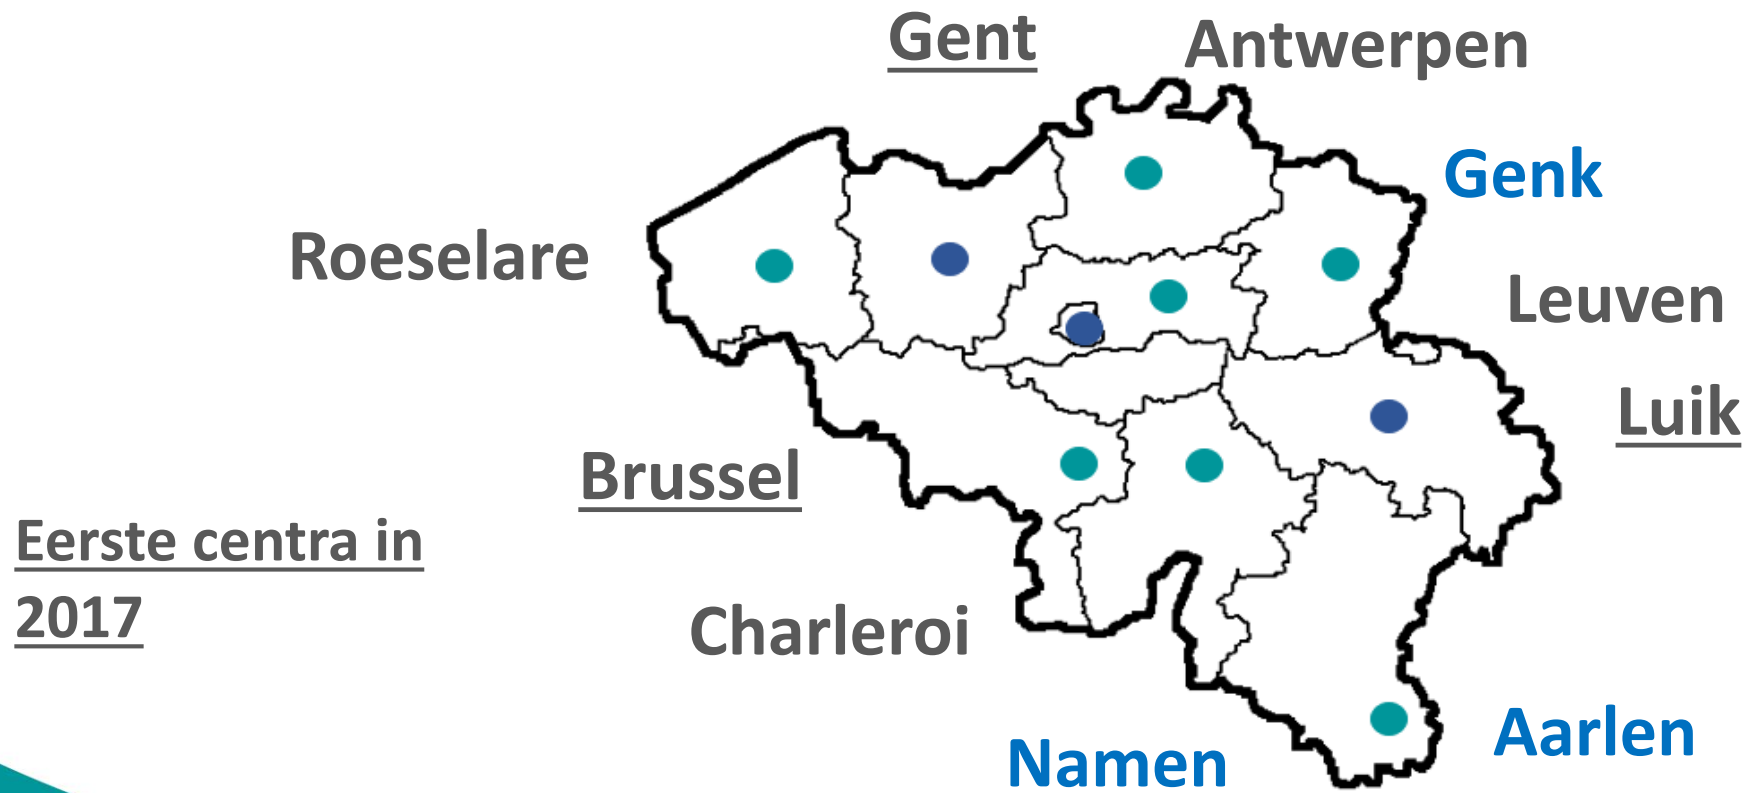 Gent
Antwerpen
Genk
Roeselare
Leuven
Luik
Brussel
Eerste centra in
2017
Charleroi
Aarlen
Namen